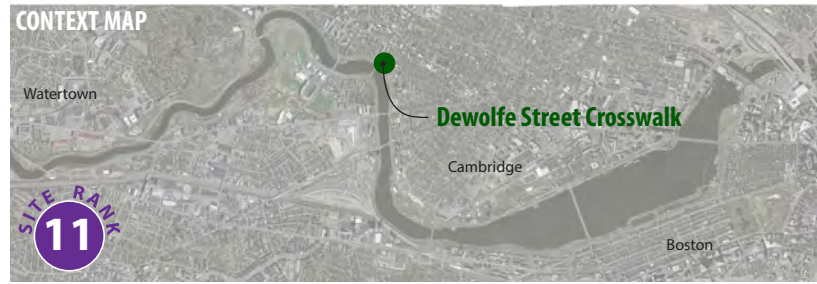 CONTEXT MAP
Watertown
Dewolfe Street Crosswalk
Cambridge
SITE RANK
11
Boston